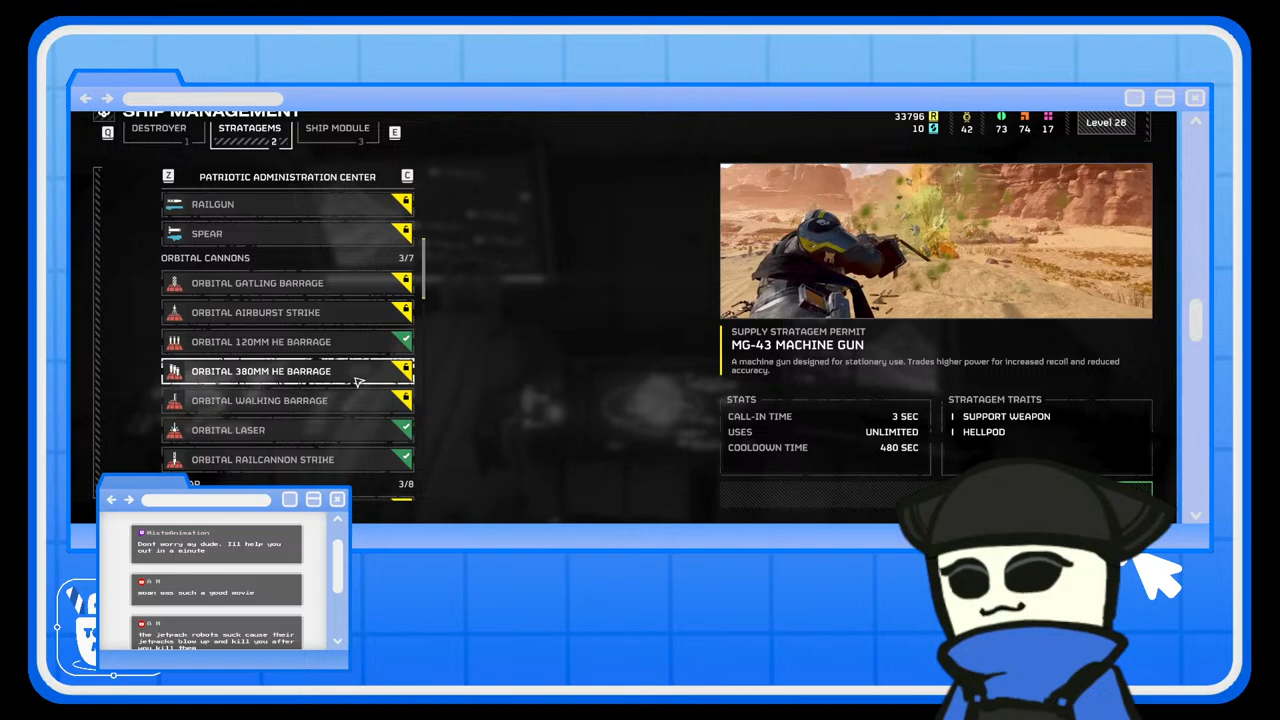 SHIP MANAGEMENT
Q DESTROYER 1 STRATAGEMS 2 SHIP MODULE 3 E
33796 R
10 S 42 73 74 17
Level 28
Z PATRIOTIC ADMINISTRATION CENTER C
RAILGUN
SPEAR
ORBITAL CANNONS 3/7
ORBITAL GATLING BARRAGE
ORBITAL AIRBURST STRIKE
ORBITAL 120MM HE BARRAGE
ORBITAL 380MM HE BARRAGE
ORBITAL WALKING BARRAGE
ORBITAL LASER
ORBITAL RAILCANNON STRIKE
3/8
SUPPLY STRATAGEM PERMIT
MG-43 MACHINE GUN
A machine gun designed for stationary use. Trades higher power for increased recoil and reduced
accuracy.
STATS
CALL-IN TIME 3 SEC
USES UNLIMITED
COOLDOWN TIME 480 SEC
STRATAGEM TRAITS
SUPPORT WEAPON
HELLPOD
MisteAnimation
Dont worry my dude. Ill help you
out in a minute
A M
moan was such a good movie
A M
the jetpack robots suck cause their
jetpacks blow up and kill you after
you kill them